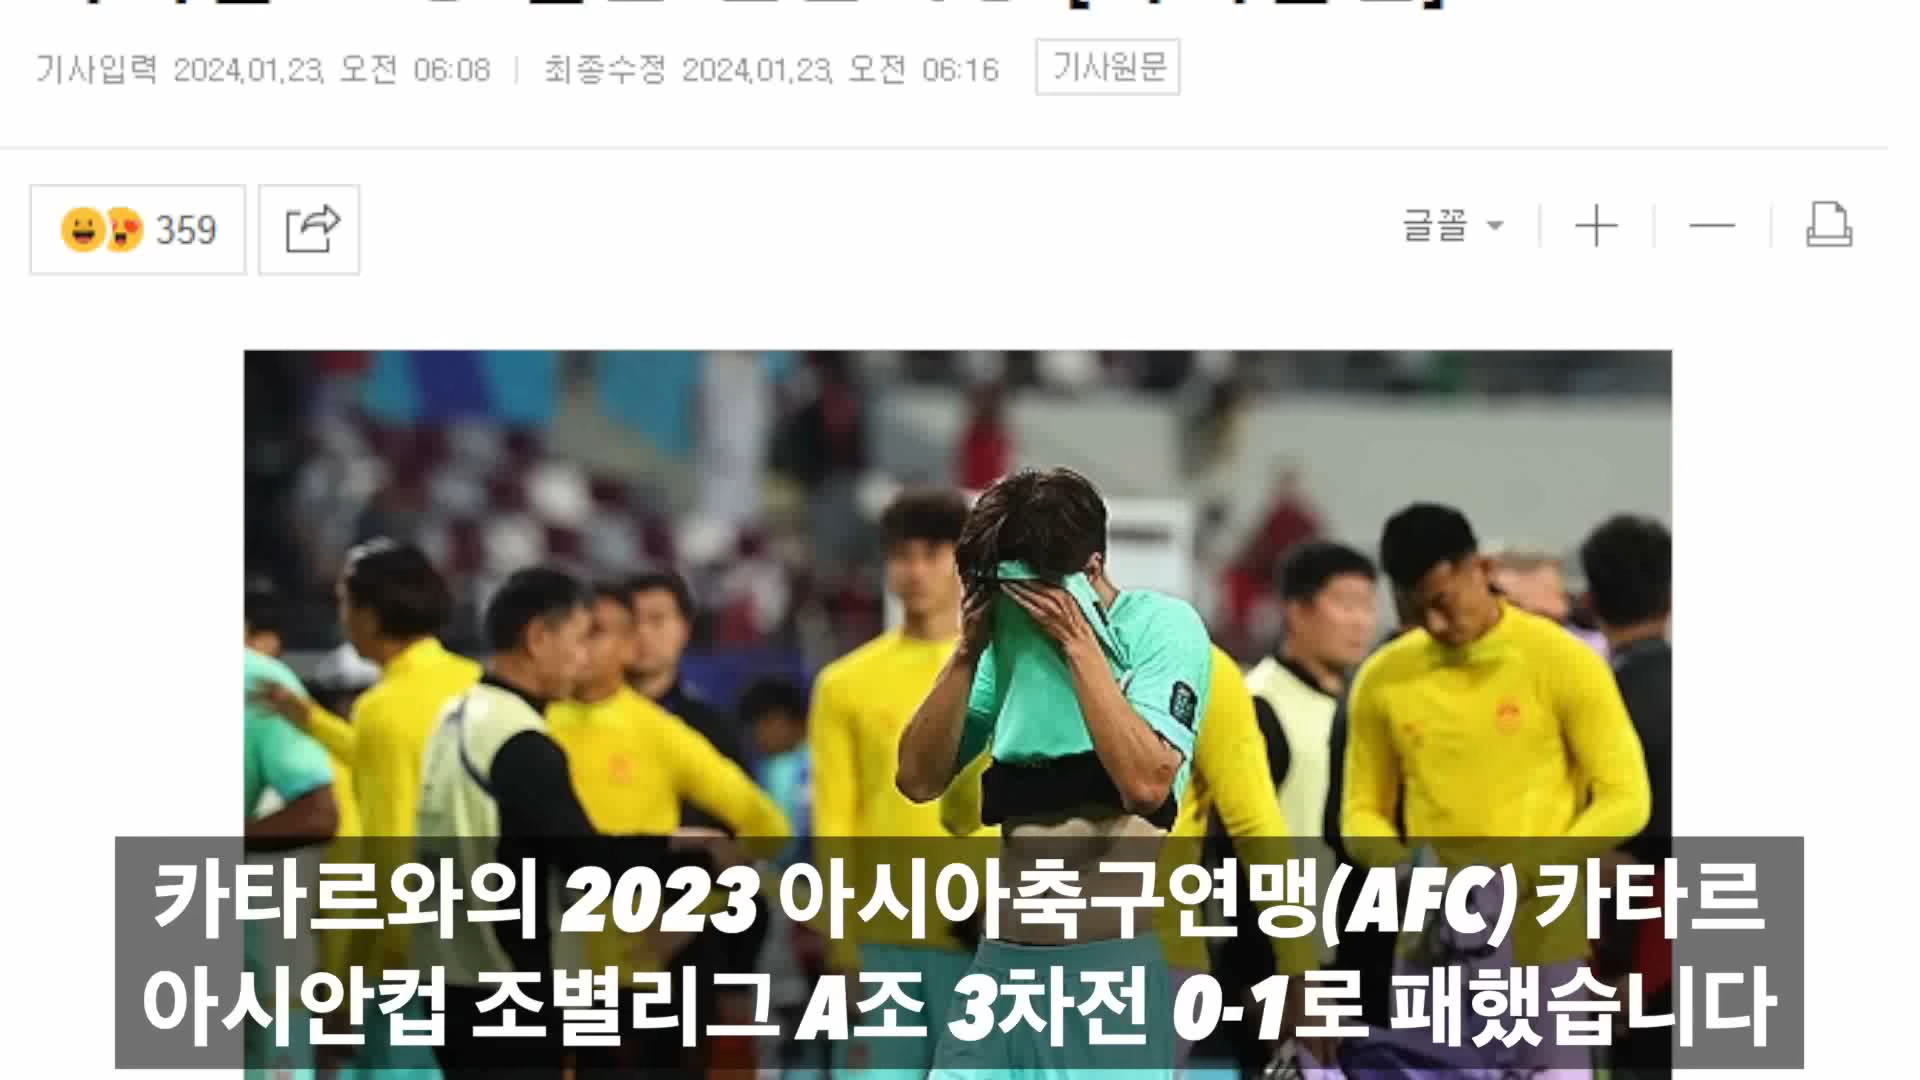 기사입력 2024.01.23. 오전 06:08 최종수정 2024.01.23. 오전 06:16 기사원문
359 글꼴
카타르와의 2023 아시아축구연맹(AFC) 카타르
아시안컵 조별리그 A조 3차전 0-1로 패했습니다